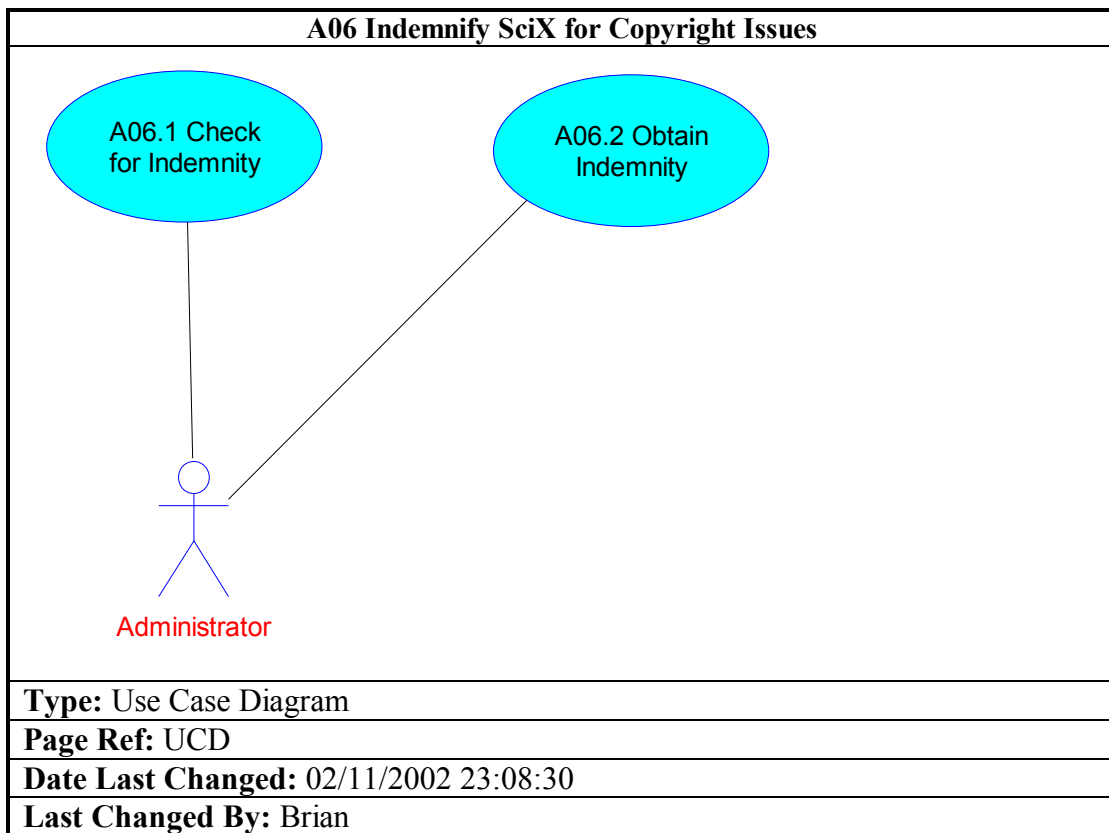 A06 Indemnify SciX for Copyright Issues
A06.1 Check
for Indemnity
A06.2 Obtain
Indemnity
Administrator
Type: Use Case Diagram
Page Ref: UCD
Date Last Changed: 02/11/2002 23:08:30
Last Changed By: Brian